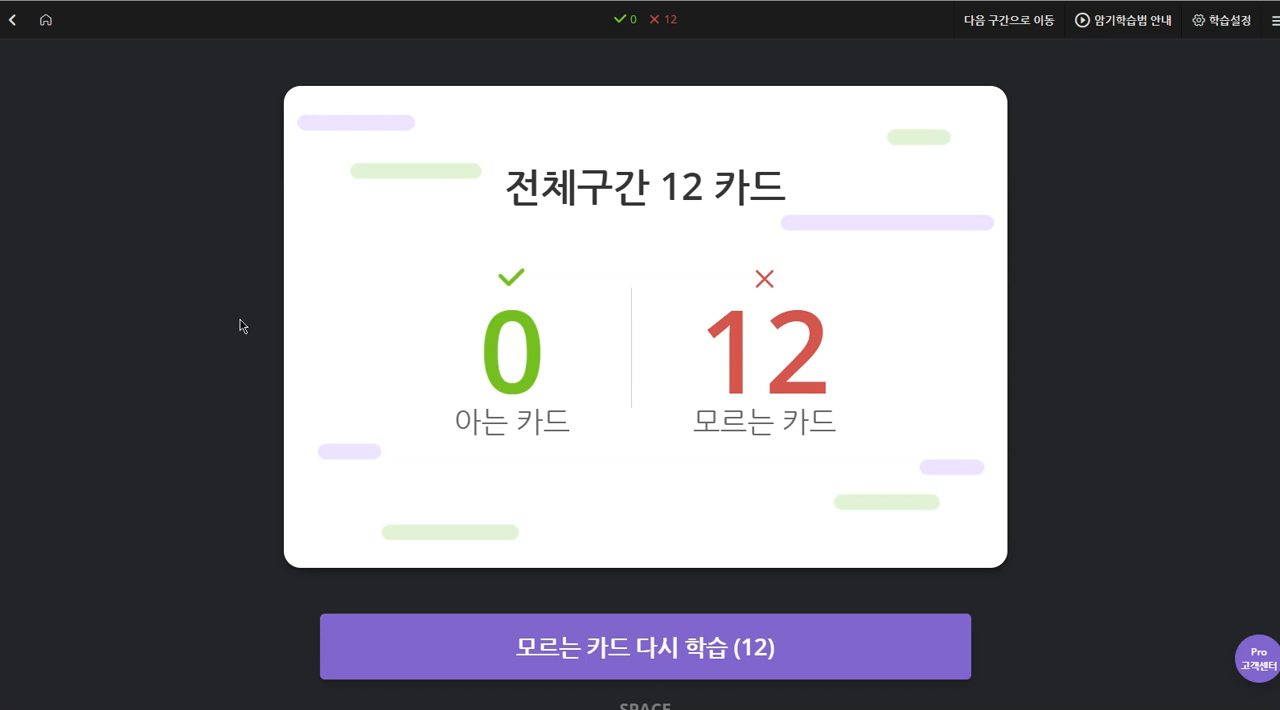 0 12
다음 구간으로 이동
암기학습법 안내
학습설정
전체구간 12 카드
0
12
아는 카드
모르는 카드
모르는 카드 다시 학습 (12)
Pro
고객센터
SPACE